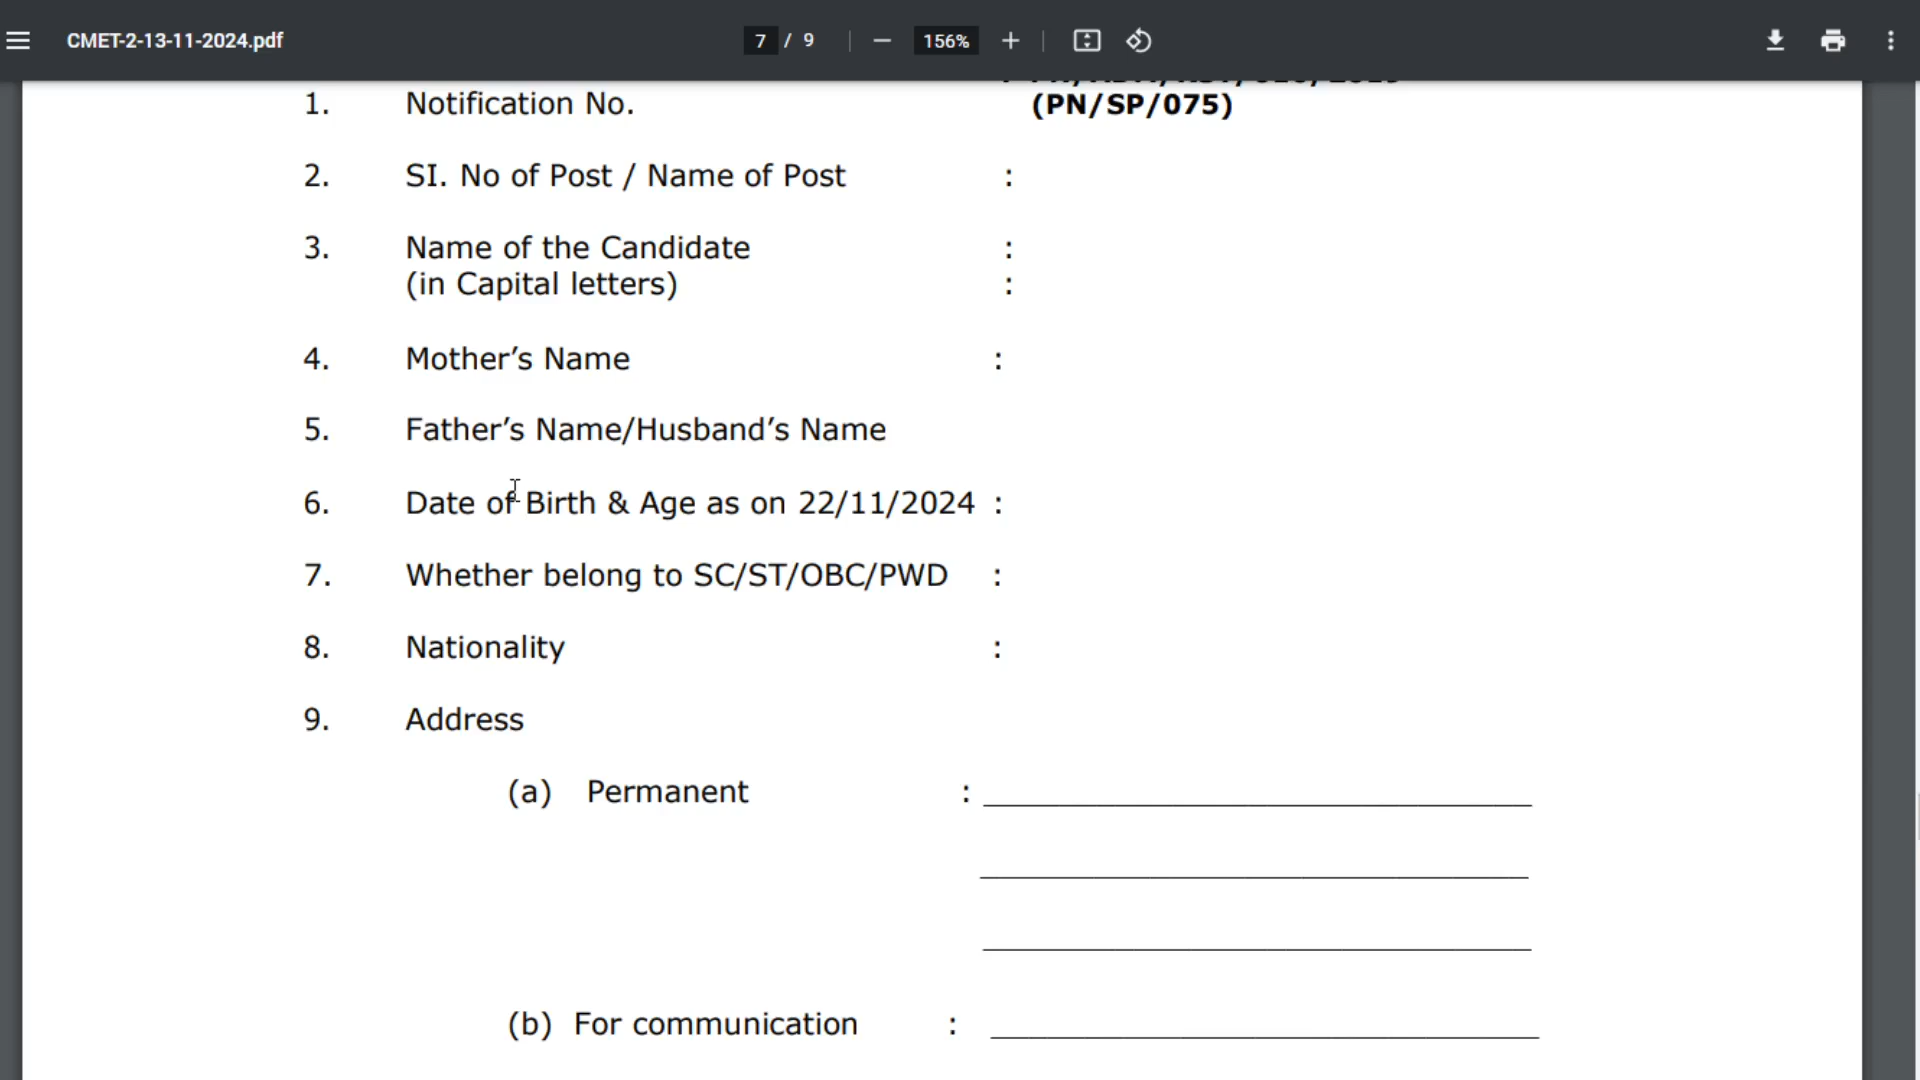 CMET-2-13-11-2024.pdf
7 / 9
156%
1. Notification No. (PN/SP/075)
2. SI. No of Post / Name of Post :
3. Name of the Candidate :
(in Capital letters) :
4. Mother’s Name :
5. Father’s Name/Husband’s Name
6. Date of Birth & Age as on 22/11/2024 :
7. Whether belong to SC/ST/OBC/PWD :
8. Nationality :
9. Address
(a) Permanent :
(b) For communication :